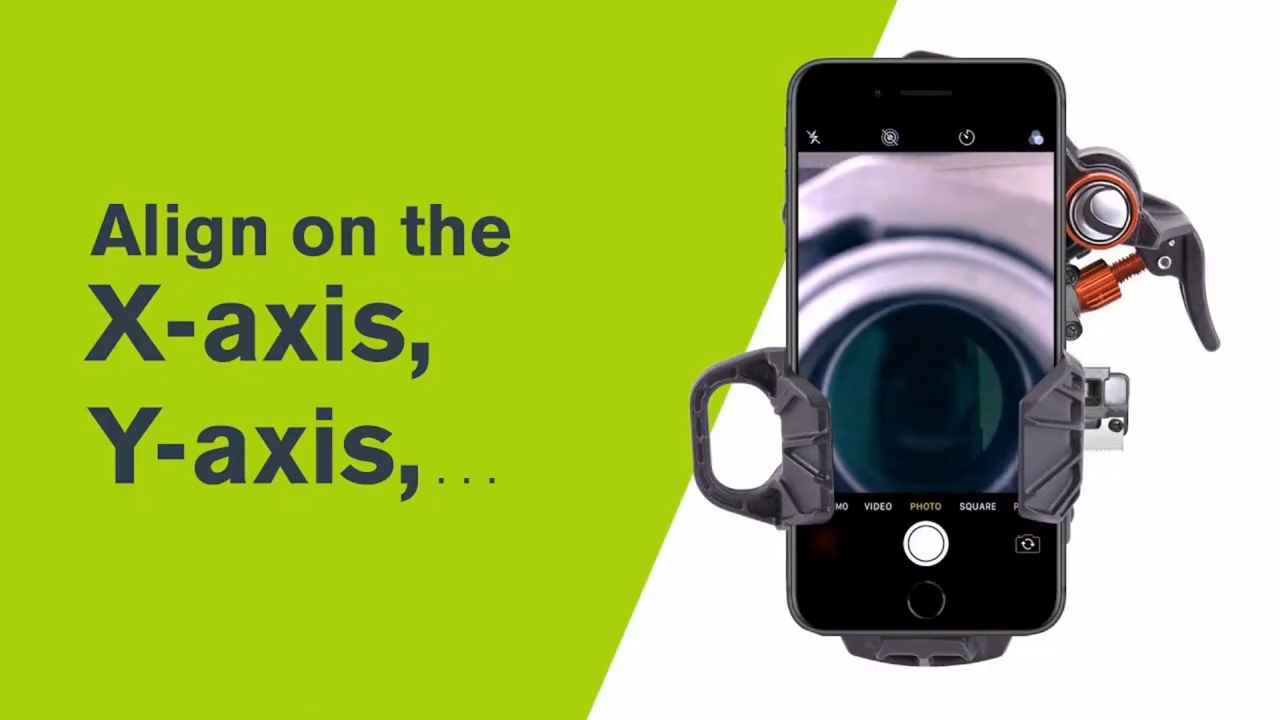 Align on the
X-axis,
Y-axis,...
MO VIDEO PHOTO SQUARE P